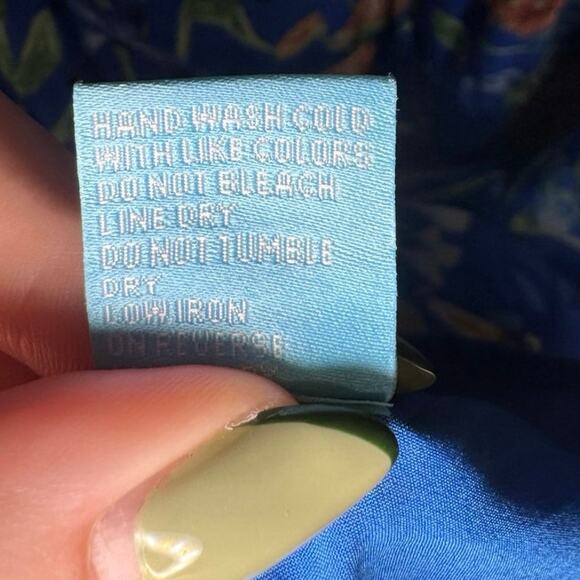 HAND WASH COLD
WITH LIKE COLORS
DO NOT BLEACH
LINE DRY
DO NOT TUMBLE
DRY
LOW IRON
ON REVERSE